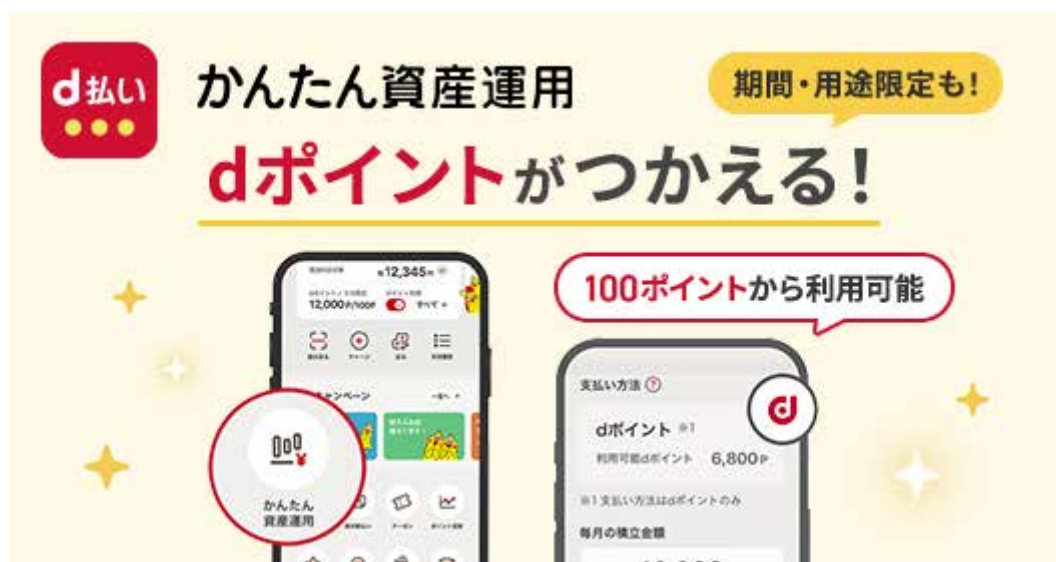 d払い
かんたん資産運用
期間・用途限定も!
dポイントがつかえる!
100ポイントから利用可能
12,345
12,000P/100P
すべて
キャンペーン
かんたん
資産運用
支払い方法 ?
d
dポイント ※1
利用可能dポイント 6,800P
※1 支払い方法はdポイントのみ
毎月の積立金額